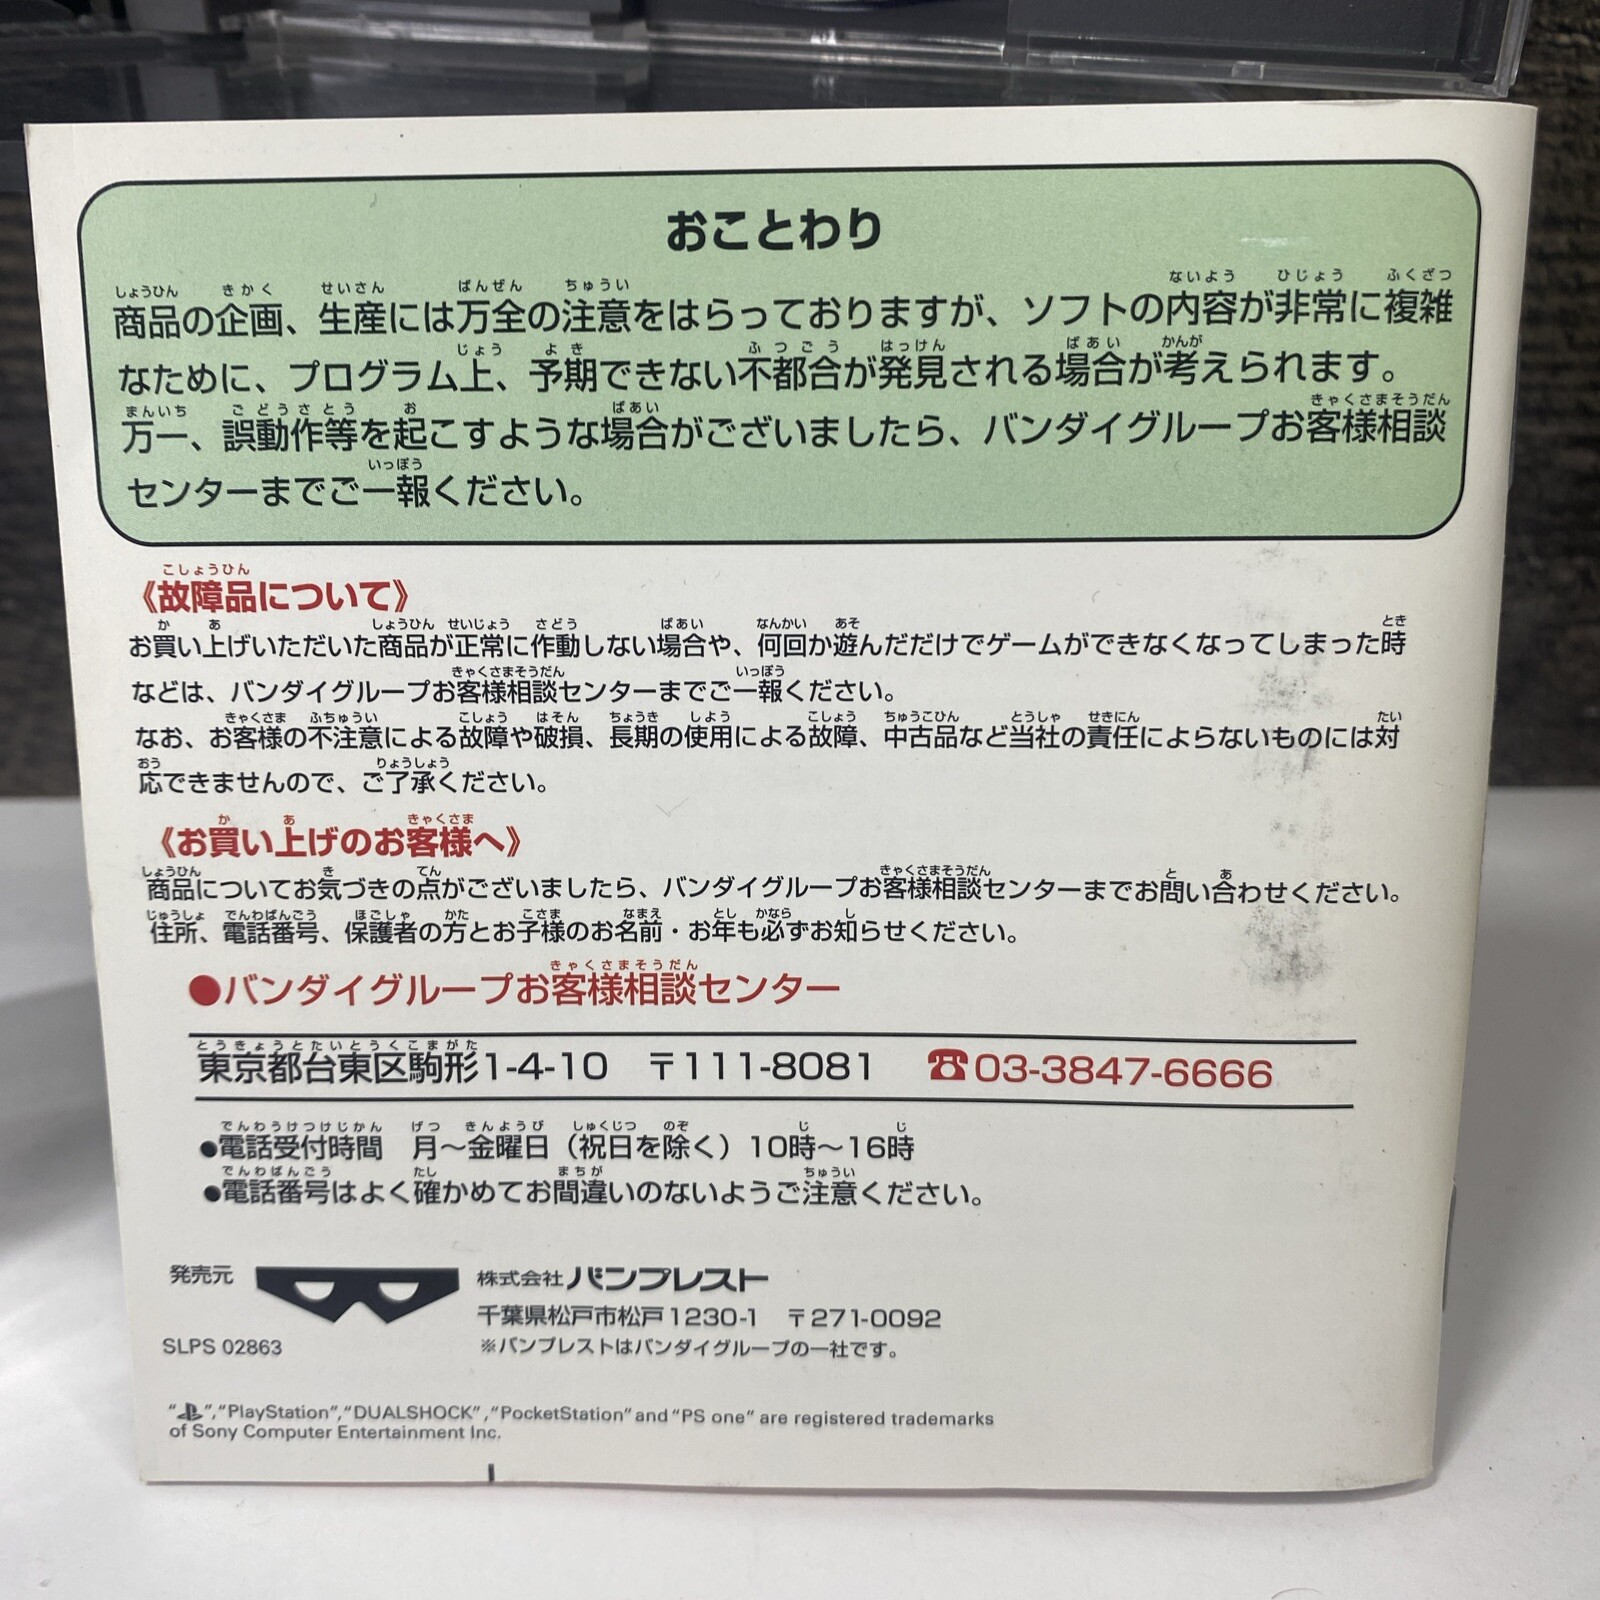 おことわり
商品の企画、生産には万全の注意をはらっておりますが、ソフトの内容が非常に複雑
なために、プログラム上、予期できない不都合が発見される場合が考えられます。
万一、誤動作等を起こすような場合がございましたら、バンダイグループお客様相談
センターまでご一報ください。
《故障品について》
お買い上げいただいた商品が正常に作動しない場合や、何回か遊んだだけでゲームができなくなってしまった時
などは、バンダイグループお客様相談センターまでご一報ください。
なお、お客様の不注意による故障や破損、長期の使用による故障、中古品など当社の責任によらないものには対
応できませんので、ご了承ください。
《お買い上げのお客様へ》
商品についてお気づきの点がございましたら、バンダイグループお客様相談センターまでお問い合わせください。
住所、電話番号、保護者の方とお子様のお名前・お年も必ずお知らせください。
●バンダイグループお客様相談センター
東京都台東区駒形1-4-10 〒111-8081 ☎03-3847-6666
●電話受付時間 月〜金曜日（祝日を除く）10時〜16時
●電話番号はよく確かめてお間違いのないようご注意ください。
発売元 株式会社バンプレスト
千葉県松戸市松戸1230-1 〒271-0092
SLPS 02863 ※バンプレストはバンダイグループの一社です。
“ ”,“PlayStation”,“DUALSHOCK”,“PocketStation” and “PS one” are registered trademarks
of Sony Computer Entertainment Inc.